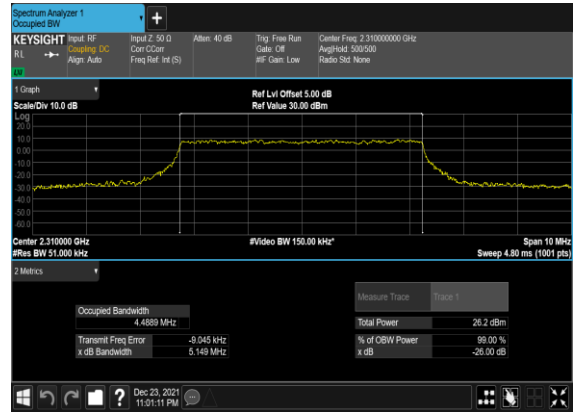 Spectrum Analyzer 1
Occupied BW
KEYSIGHT
RL
Input: RF
Coupling: DC
Align: Auto
Input Z: 50 Ω
Corr CCorr
Freq Ref: Int (S)
Atten: 40 dB
Trig: Free Run
Gate: Off
#IF Gain: Low
Center Freq: 2.310000000 GHz
Avg|Hold: 500/500
Radio Std: None
1 Graph
Scale/Div 10.0 dB
Ref Lvl Offset 5.00 dB
Ref Value 30.00 dBm
Log
20.0
10.0
0.00
-10.0
-20.0
-30.0
-40.0
-50.0
-60.0
Center 2.310000 GHz
#Res BW 51.000 kHz
#Video BW 150.00 kHz*
Span 10 MHz
Sweep 4.80 ms (1001 pts)
2 Metrics
Measure Trace Trace 1
Occupied Bandwidth
4.4889 MHz
Total Power 26.2 dBm
Transmit Freq Error -9.045 kHz
% of OBW Power 99.00 %
x dB Bandwidth 5.149 MHz
x dB -26.00 dB
Dec 23, 2021
11:01:11 PM